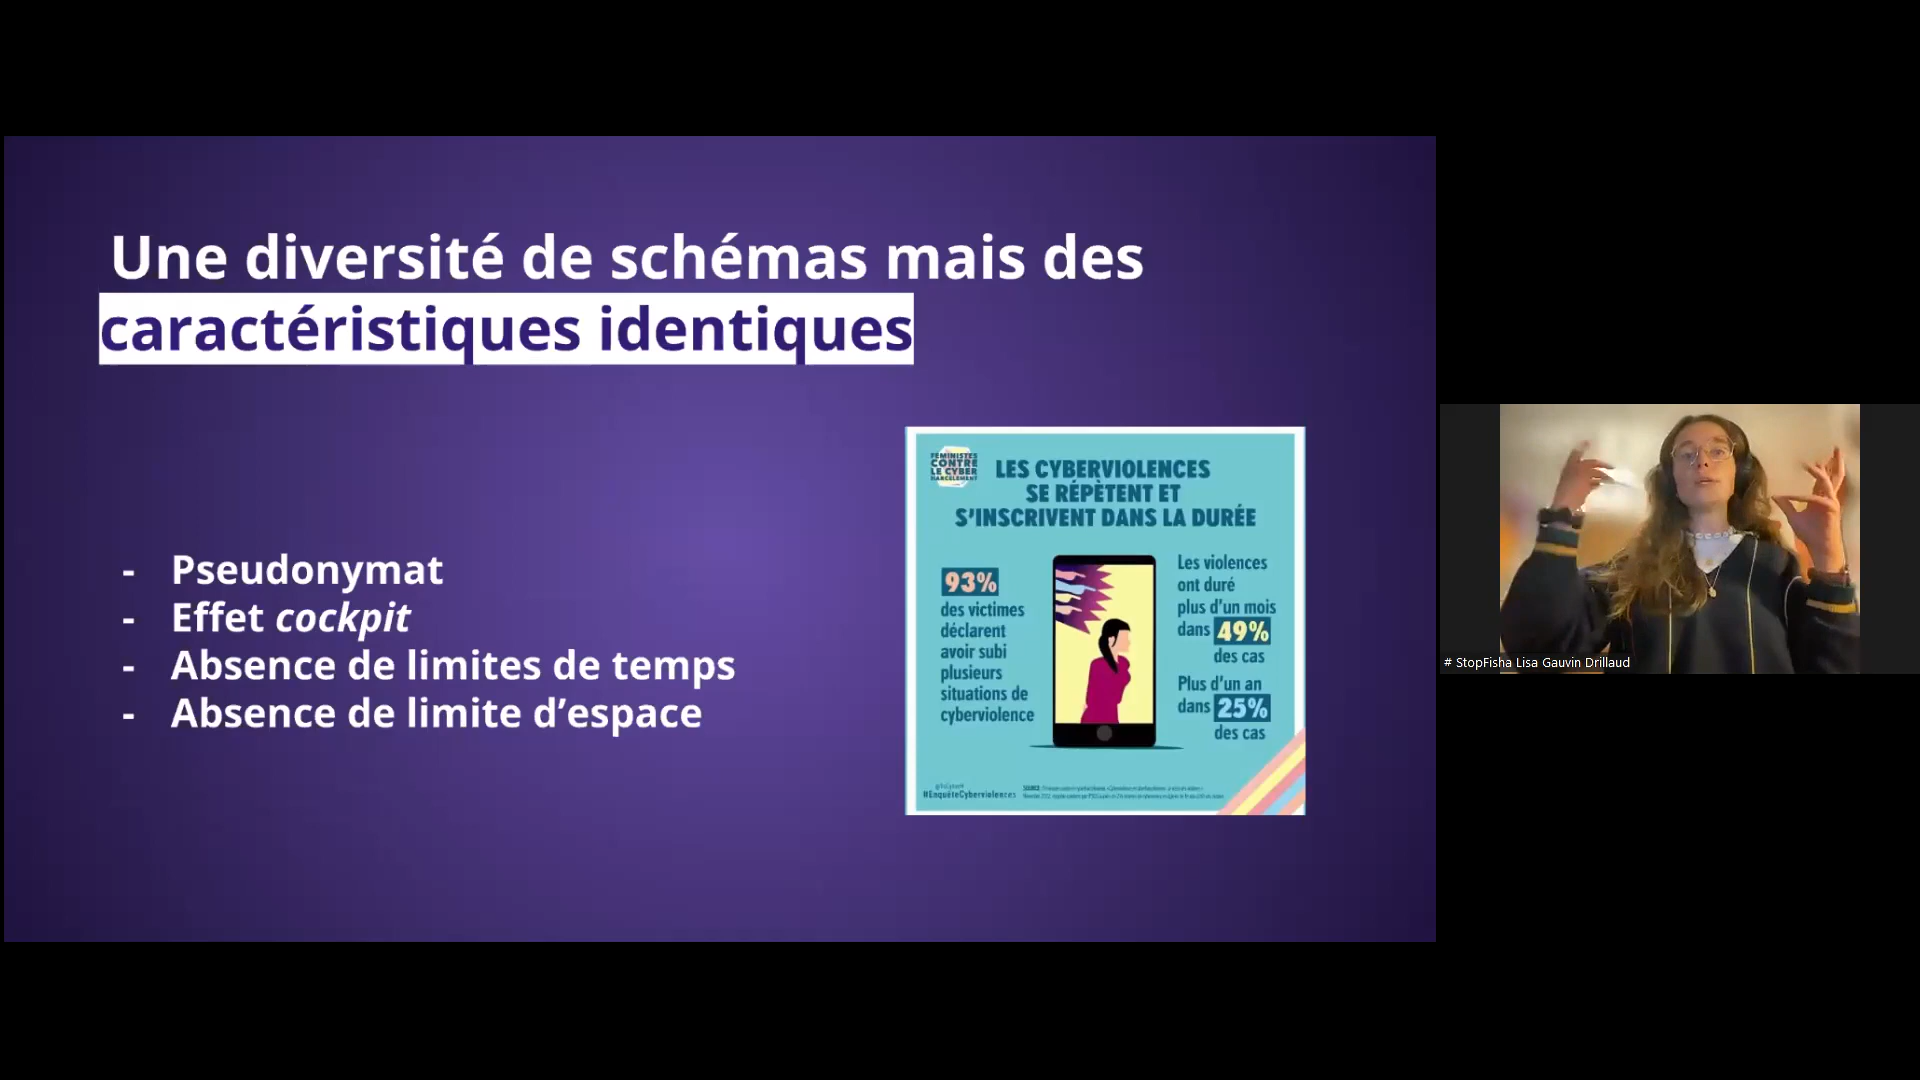 Une diversité de schémas mais des
caractéristiques identiques
- Pseudonymat
- Effet cockpit
- Absence de limites de temps
- Absence de limite d’espace
FÉMINISTES
CONTRE
LE CYBER
HARCÈLEMENT
LES CYBERVIOLENCES
SE RÉPÈTENT ET
S’INSCRIVENT DANS LA DURÉE
93%
des victimes
déclarent
avoir subi
plusieurs
situations de
cyberviolence
Les violences
ont duré
plus d’un mois
dans 49%
des cas
Plus d’un an
dans 25%
des cas
#EnquêteCyberviolences
SOURCE
# StopFisha Lisa Gauvin Drillaud